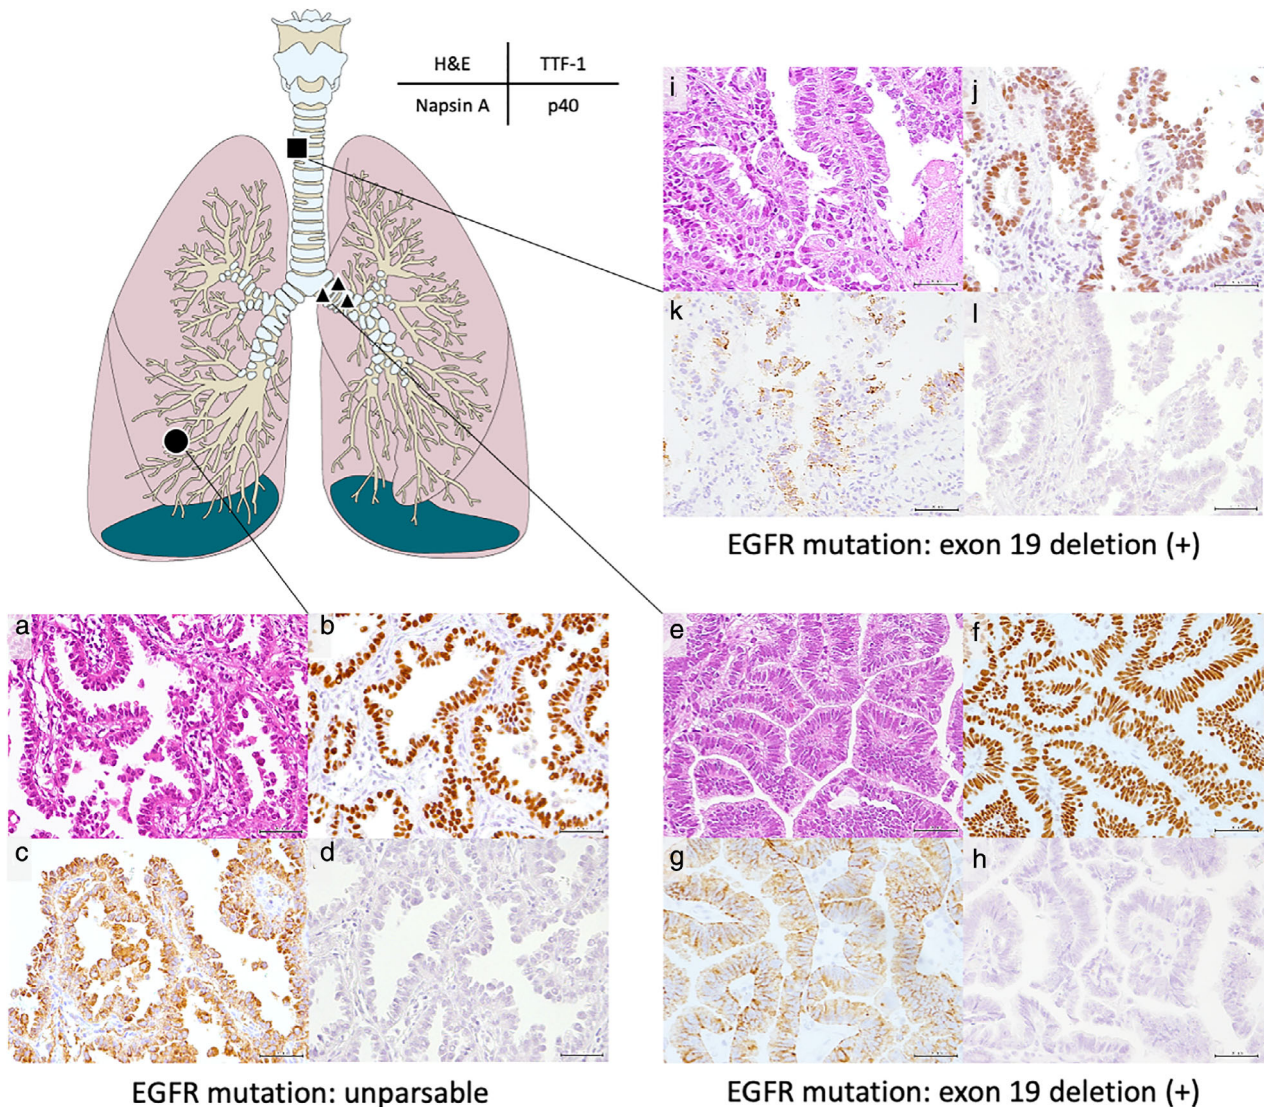 H&E TTF-1
Napsin A p40
i
j
k
l
EGFR mutation: exon 19 deletion (+)
a
b
c
d
EGFR mutation: unparsable
e
f
g
h
EGFR mutation: exon 19 deletion (+)